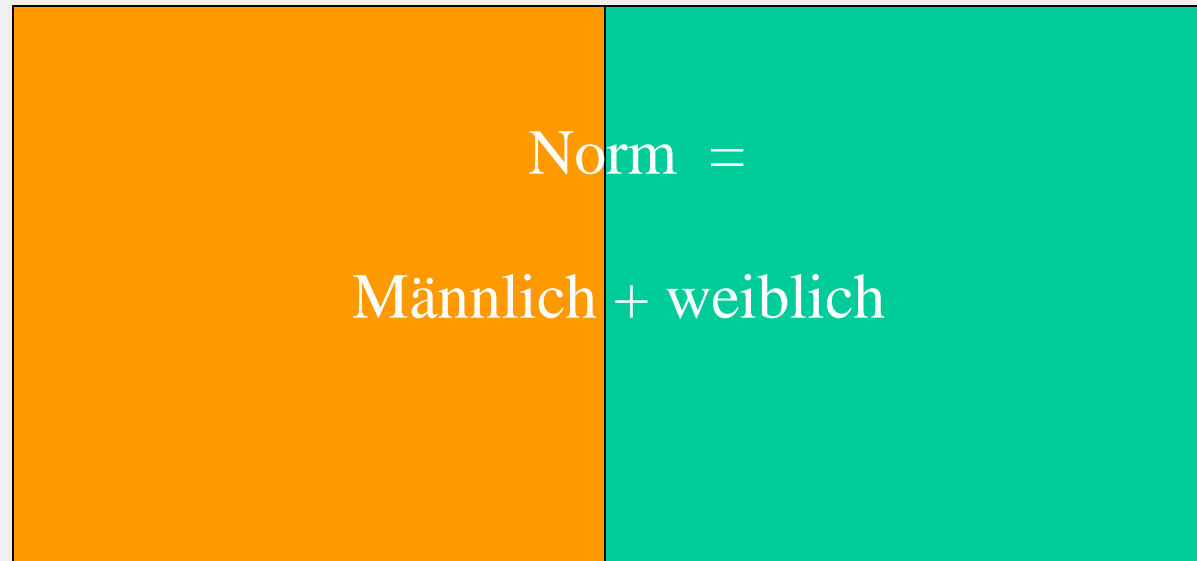 Norm =
Männlich + weiblich